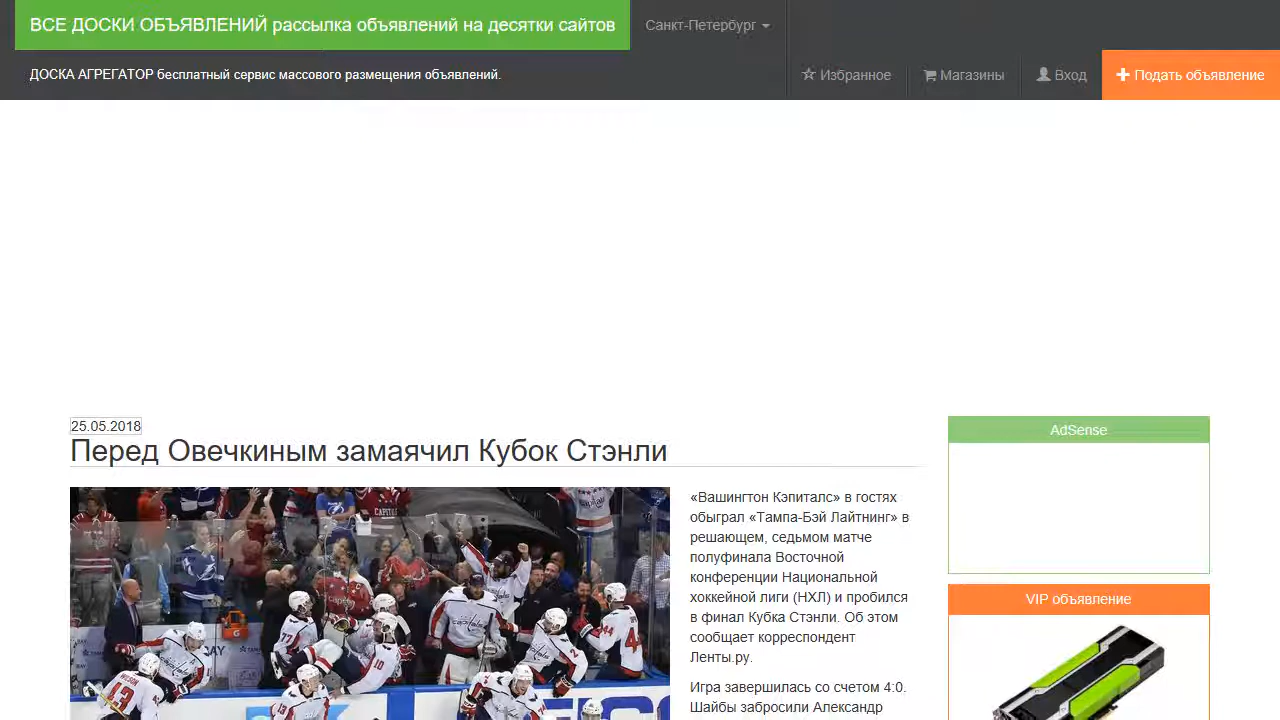 ВСЕ ДОСКИ ОБЪЯВЛЕНИЙ рассылка объявлений на десятки сайтов
Санкт-Петербург
ДОСКА АГРЕГАТОР бесплатный сервис массового размещения объявлений.
Избранное
Магазины
Вход
Подать объявление
25.05.2018
Перед Овечкиным замаячил Кубок Стэнли
«Вашингтон Кэпиталс» в гостях
обыграл «Тампа-Бэй Лайтнинг» в
решающем, седьмом матче
полуфинала Восточной
конференции Национальной
хоккейной лиги (НХЛ) и пробился
в финал Кубка Стэнли. Об этом
сообщает корреспондент
Ленты.ру.
Игра завершилась со счетом 4:0.
Шайбы забросили Александр
AdSense
VIP объявление